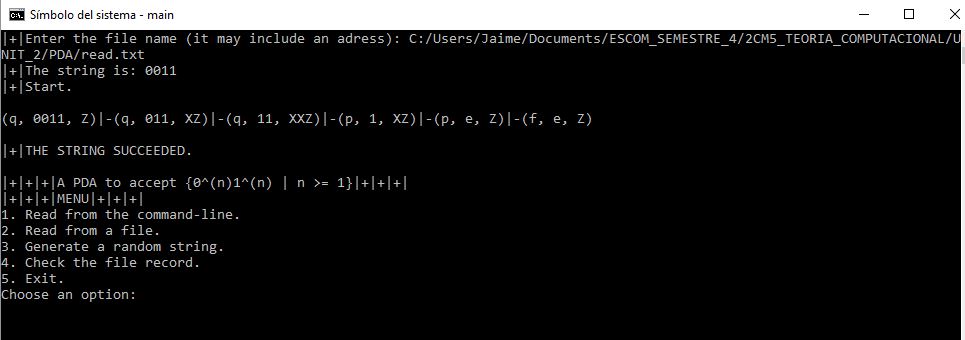 Símbolo del sistema - main
|+|Enter the file name (it may include an adress): C:/Users/Jaime/Documents/ESCOM_SEMESTRE_4/2CM5_TEORIA_COMPUTACIONAL/U
NIT_2/PDA/read.txt
|+|The string is: 0011
|+|Start.
(q, 0011, Z)|-(q, 011, XZ)|-(q, 11, XXZ)|-(p, 1, XZ)|-(p, e, Z)|-(f, e, Z)
|+|THE STRING SUCCEEDED.
|+|+|+|A PDA to accept {0^(n)1^(n) | n >= 1}|+|+|+|
|+|+|+|MENU|+|+|+|
1. Read from the command-line.
2. Read from a file.
3. Generate a random string.
4. Check the file record.
5. Exit.
Choose an option: